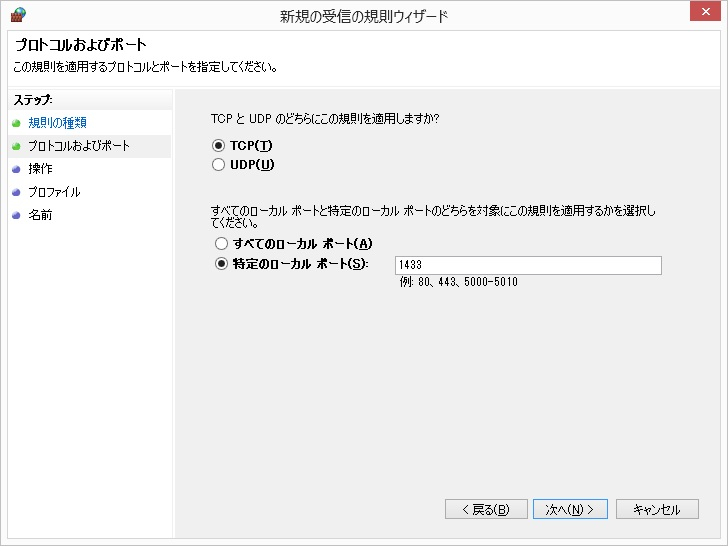 新規の受信の規則ウィザード
プロトコルおよびポート
この規則を適用するプロトコルとポートを指定してください。
ステップ:
規則の種類
プロトコルおよびポート
操作
プロファイル
名前
TCP と UDP のどちらにこの規則を適用しますか?
TCP(T)
UDP(U)
すべてのローカル ポートと特定のローカル ポートのどちらを対象にこの規則を適用するかを選択し
てください。
すべてのローカル ポート(A)
特定のローカル ポート(S):
1433
例: 80、443、5000-5010
< 戻る(B)
次へ(N) >
キャンセル